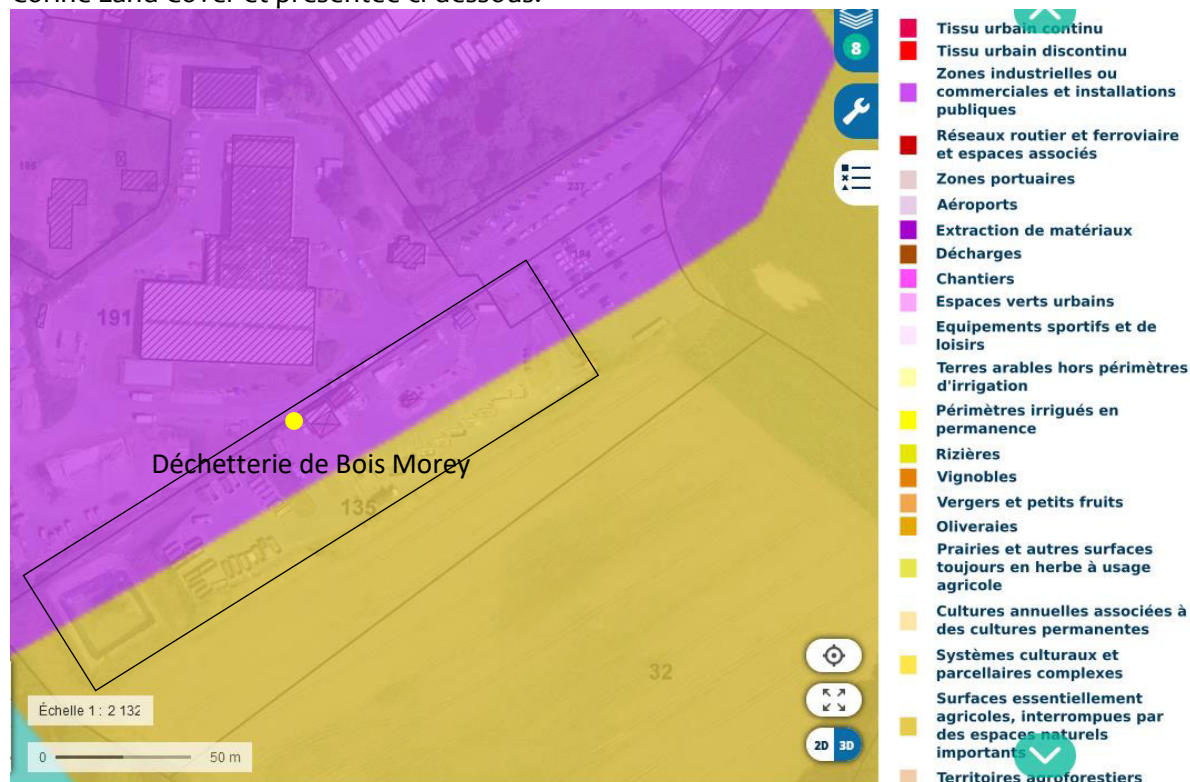 Corine Land Cover et présentée ci-dessous.
8
Tissu urbain continu
Tissu urbain discontinu
Zones industrielles ou
commerciales et installations
publiques
Réseaux routier et ferroviaire
et espaces associés
Zones portuaires
Aéroports
Extraction de matériaux
Décharges
Chantiers
Espaces verts urbains
Equipements sportifs et de
loisirs
Terres arables hors périmètres
d'irrigation
Périmètres irrigués en
permanence
Rizières
Vignobles
Vergers et petits fruits
Oliveraies
Prairies et autres surfaces
toujours en herbe à usage
agricole
Cultures annuelles associées à
des cultures permanentes
Systèmes culturaux et
parcellaires complexes
Surfaces essentiellement
agricoles, interrompues par
des espaces naturels
importants
Territoires agroforestiers
195
237
194
191
Déchetterie de Bois Morey
135
32
Échelle 1 : 2 132
0 50 m
2D 3D